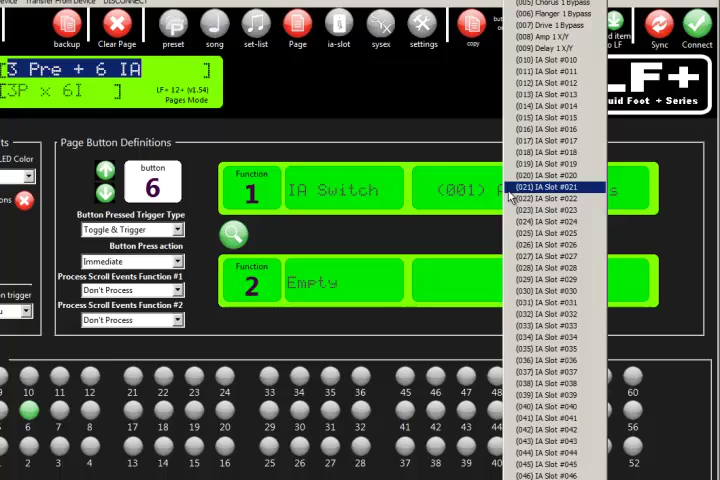 Transfer From Device DISCONNECT
backup
Clear Page
preset
song
set-list
Page
ia-slot
sysex
settings
copy
Sync
Connect
[3 Pre + 6 IA ]
[3P x 6I ]
LF+ 12+ (v1.54)
Pages Mode
LF+
quid Foot + Series
Page Button Definitions
LED Color
button
6
Button Pressed Trigger Type
Toggle & Trigger
Button Press action
Immediate
Process Scroll Events Function #1
Don't Process
Process Scroll Events Function #2
Don't Process
trigger
Function
1
IA Switch
(001)
Function
2
Empty
(005) Chorus 1 Bypass
(006) Flanger 1 Bypass
(007) Drive 1 Bypass
(008) Amp 1 X/Y
(009) Delay 1 X/Y
(010) IA Slot #010
(011) IA Slot #011
(012) IA Slot #012
(013) IA Slot #013
(014) IA Slot #014
(015) IA Slot #015
(016) IA Slot #016
(017) IA Slot #017
(018) IA Slot #018
(019) IA Slot #019
(020) IA Slot #020
(021) IA Slot #021
(022) IA Slot #022
(023) IA Slot #023
(024) IA Slot #024
(025) IA Slot #025
(026) IA Slot #026
(027) IA Slot #027
(028) IA Slot #028
(029) IA Slot #029
(030) IA Slot #030
(031) IA Slot #031
(032) IA Slot #032
(033) IA Slot #033
(034) IA Slot #034
(035) IA Slot #035
(036) IA Slot #036
(037) IA Slot #037
(038) IA Slot #038
(039) IA Slot #039
(040) IA Slot #040
(041) IA Slot #041
(042) IA Slot #042
(043) IA Slot #043
(044) IA Slot #044
(045) IA Slot #045
(046) IA Slot #046
9 10 11 12 21 22 23 24 33 34 35 36 45 46 47 48 60
5 6 7 8 17 18 19 20 29 30 31 32 41 42 43 44 56
2 3 4 13 14 15 16 25 26 27 28 37 38 39 40 52